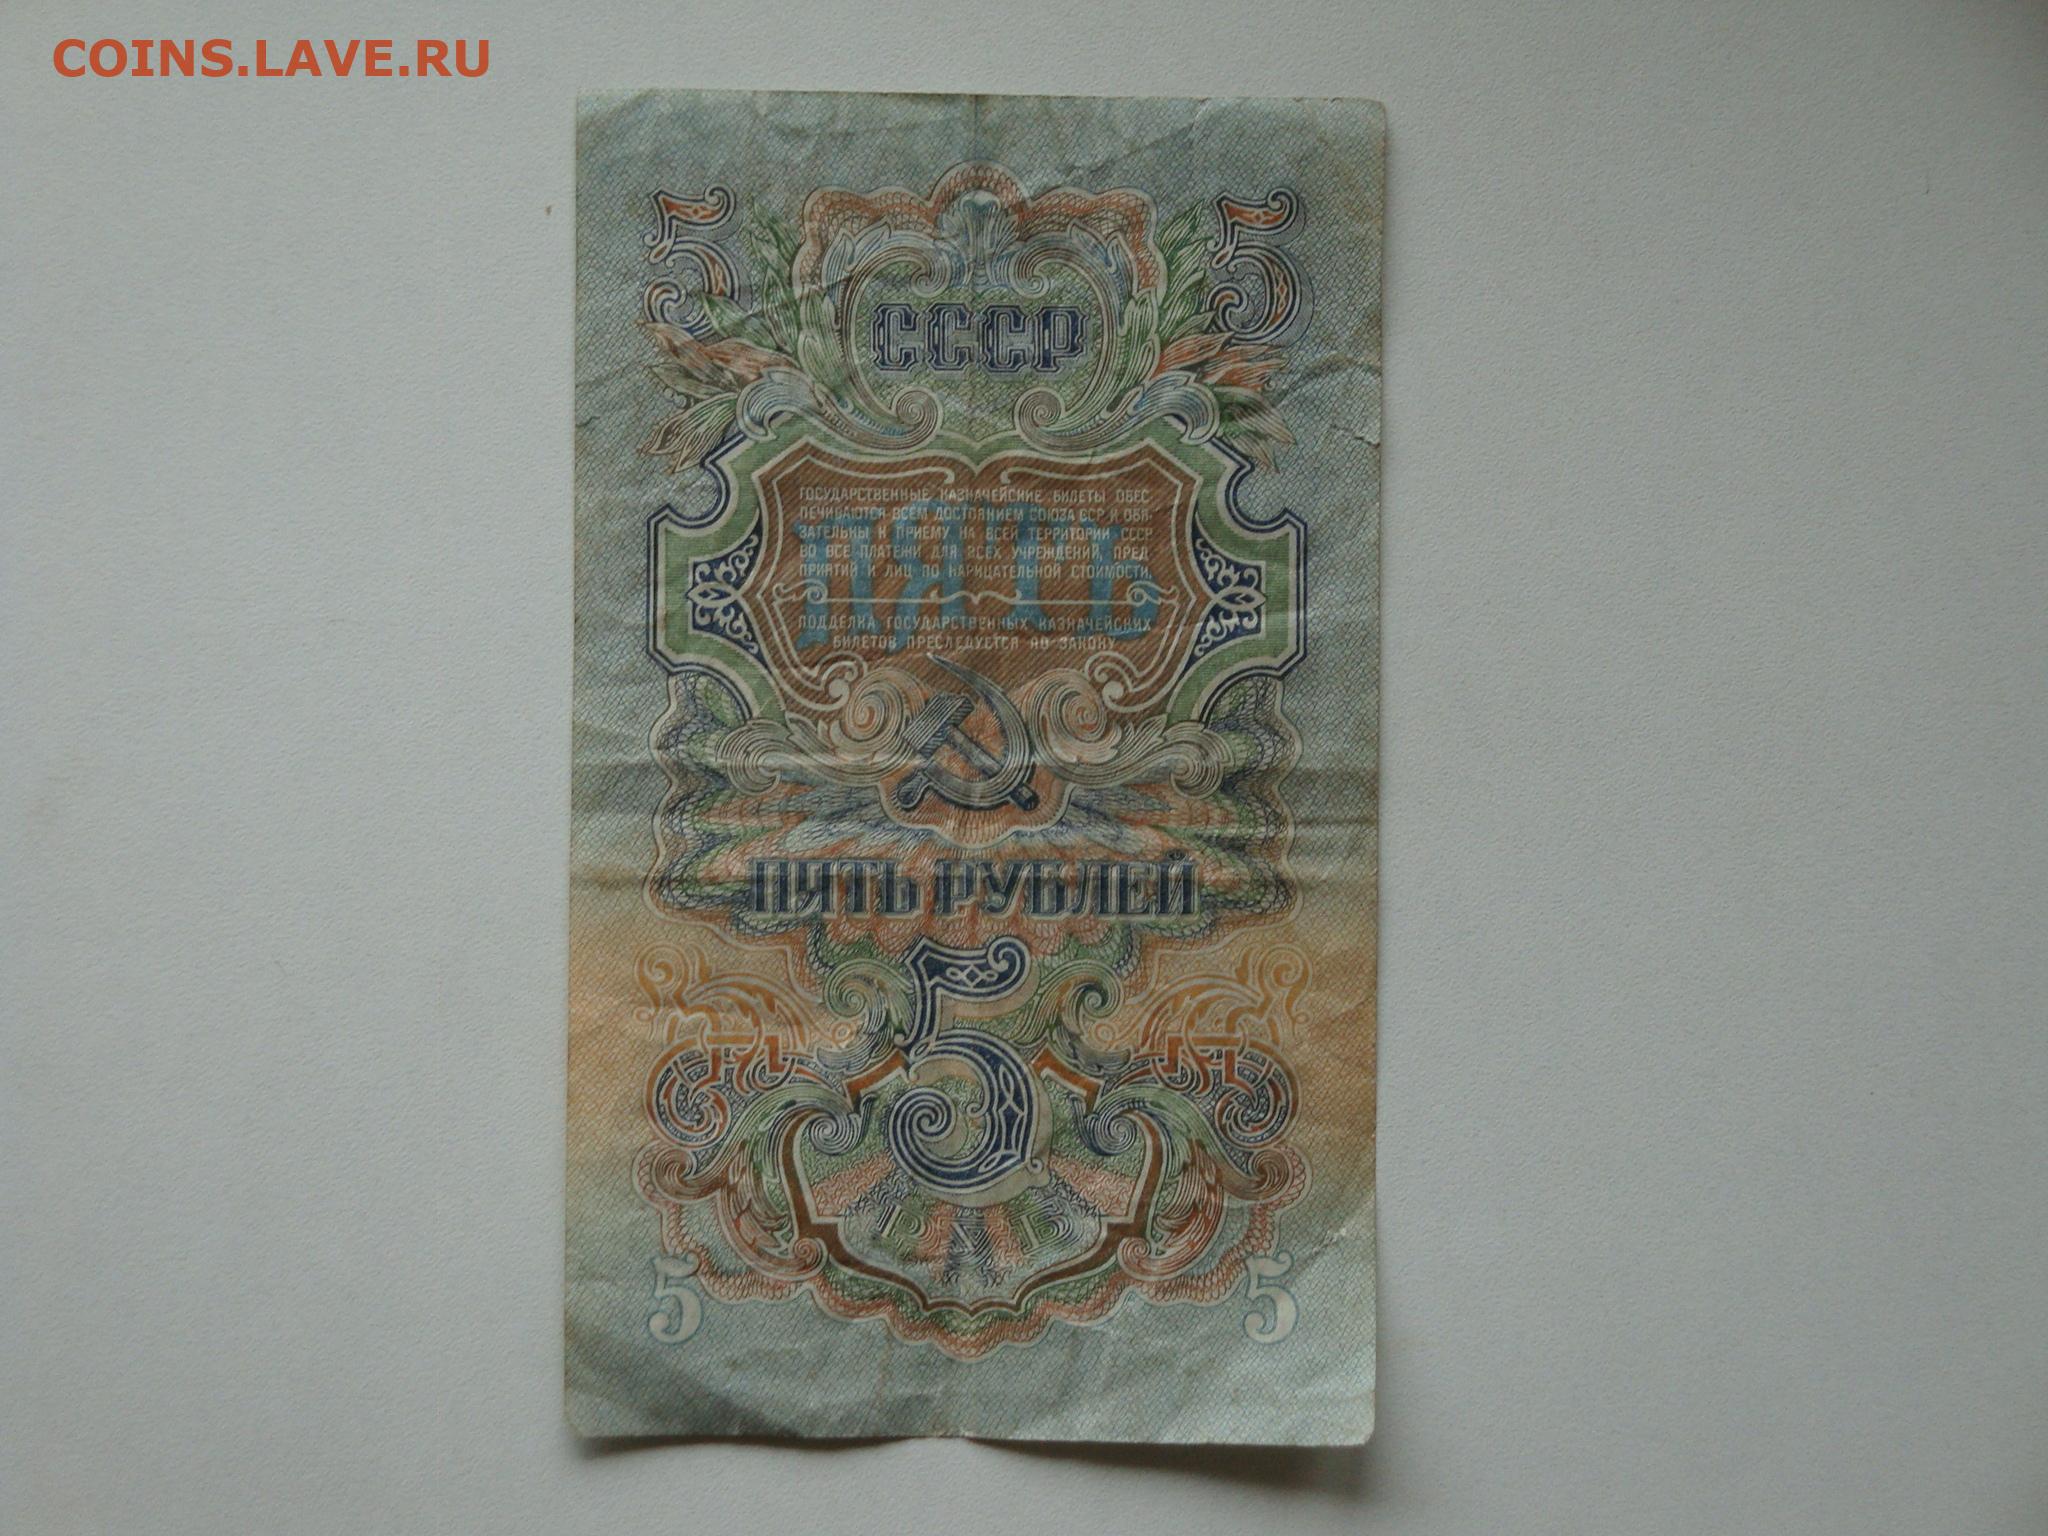 COINS.LAVE.RU
5 5
СССР
ПЯТЬ
ГОСУДАРСТВЕННЫЕ КАЗНАЧЕЙСКИЕ БИЛЕТЫ ОБЕС
ПЕЧИВАЮТСЯ ВСЕМ ДОСТОЯНИЕМ СОЮЗА ССР И ОБЯ
ЗАТЕЛЬНЫ К ПРИЕМУ НА ВСЕЙ ТЕРРИТОРИИ СССР
ВО ВСЕ ПЛАТЕЖИ ДЛЯ ВСЕХ УЧРЕЖДЕНИЙ, ПРЕД
ПРИЯТИЙ И ЛИЦ ПО НАРИЦАТЕЛЬНОЙ СТОИМОСТИ.
ПОДДЕЛКА ГОСУДАРСТВЕННЫХ КАЗНАЧЕЙСКИХ
БИЛЕТОВ ПРЕСЛЕДУЕТСЯ ПО ЗАКОНУ
ПЯТЬ РУБЛЕЙ
5
5 5